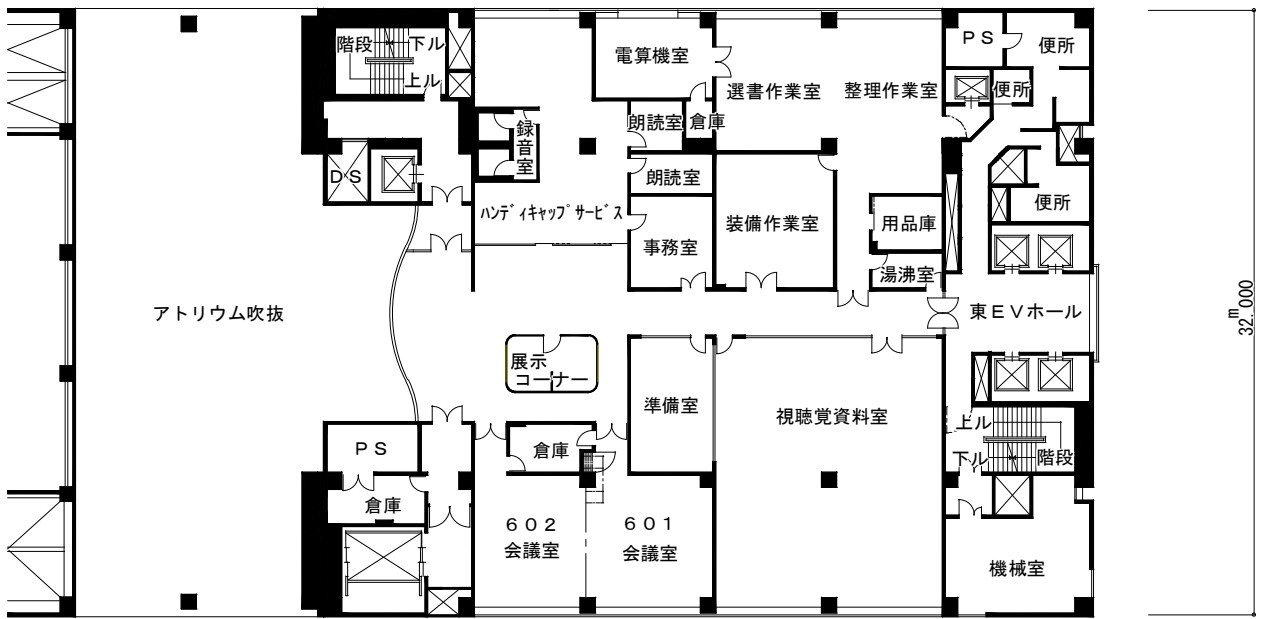 階段
下ル
上ル
電算機室
選書作業室
整理作業室
ＰＳ
便所
便所
録音室
朗読室
倉庫
朗読室
ＤＳ
ﾊﾝﾃﾞｨｷｬｯﾌﾟｻｰﾋﾞｽ
事務室
装備作業室
用品庫
便所
湯沸室
アトリウム吹抜
東ＥＶホール
32.000
m
展示
コーナー
準備室
視聴覚資料室
ＰＳ
倉庫
上ル
下ル
階段
倉庫
６０２
会議室
６０１
会議室
機械室